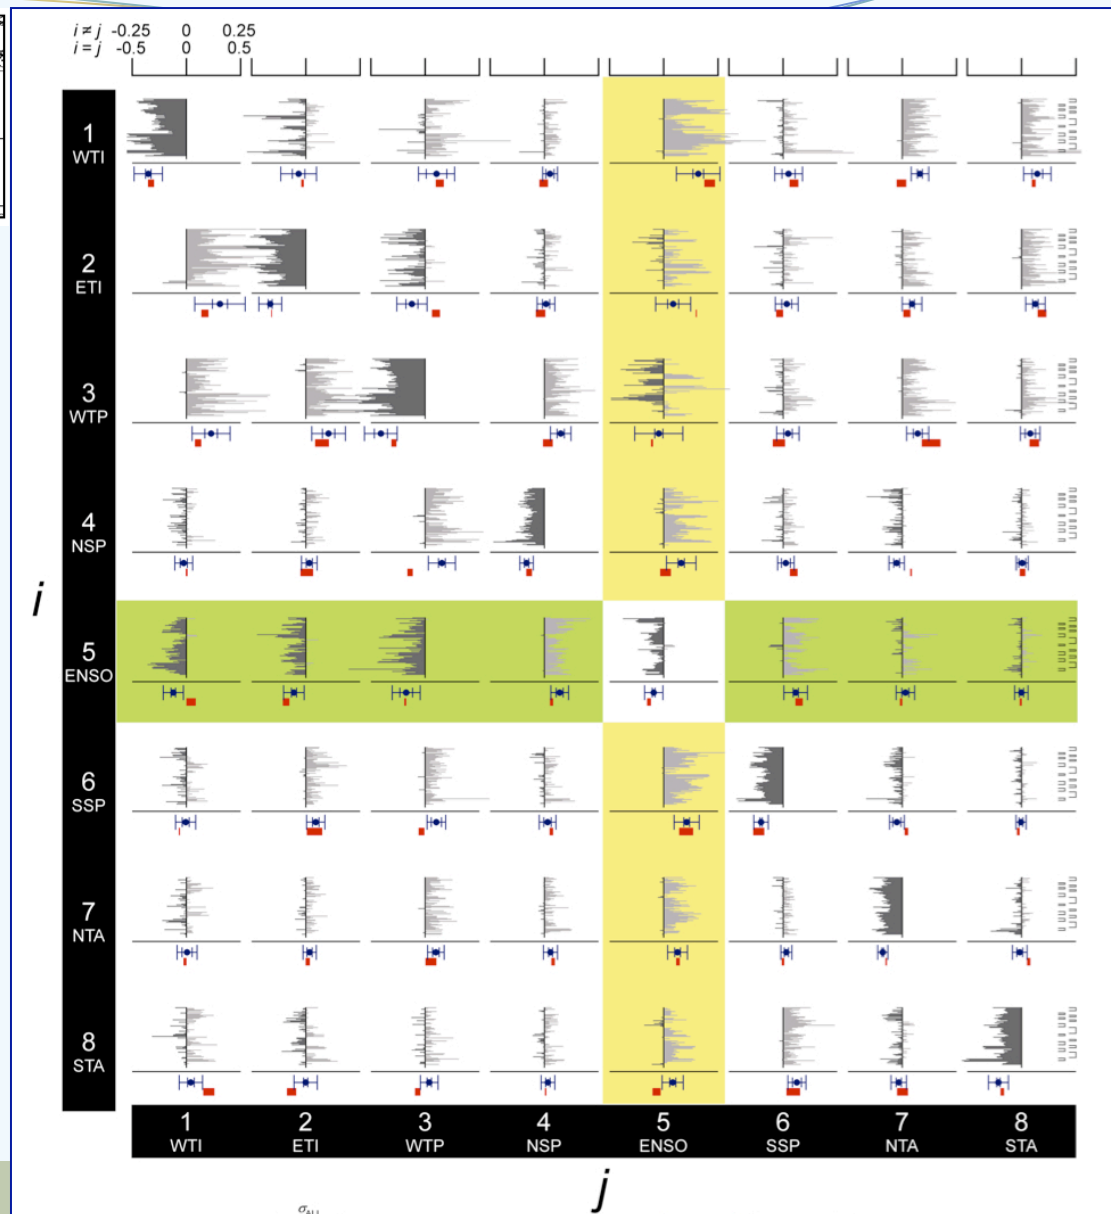 i ≠ j -0.25 0 0.25
i = j -0.5 0 0.5
1
WTI
2
ETI
3
WTP
4
NSP
i
5
ENSO
6
SSP
7
NTA
8
STA
1 2 3 4 5 6 7 8
WTI ETI WTP NSP ENSO SSP NTA STA
j
σALL